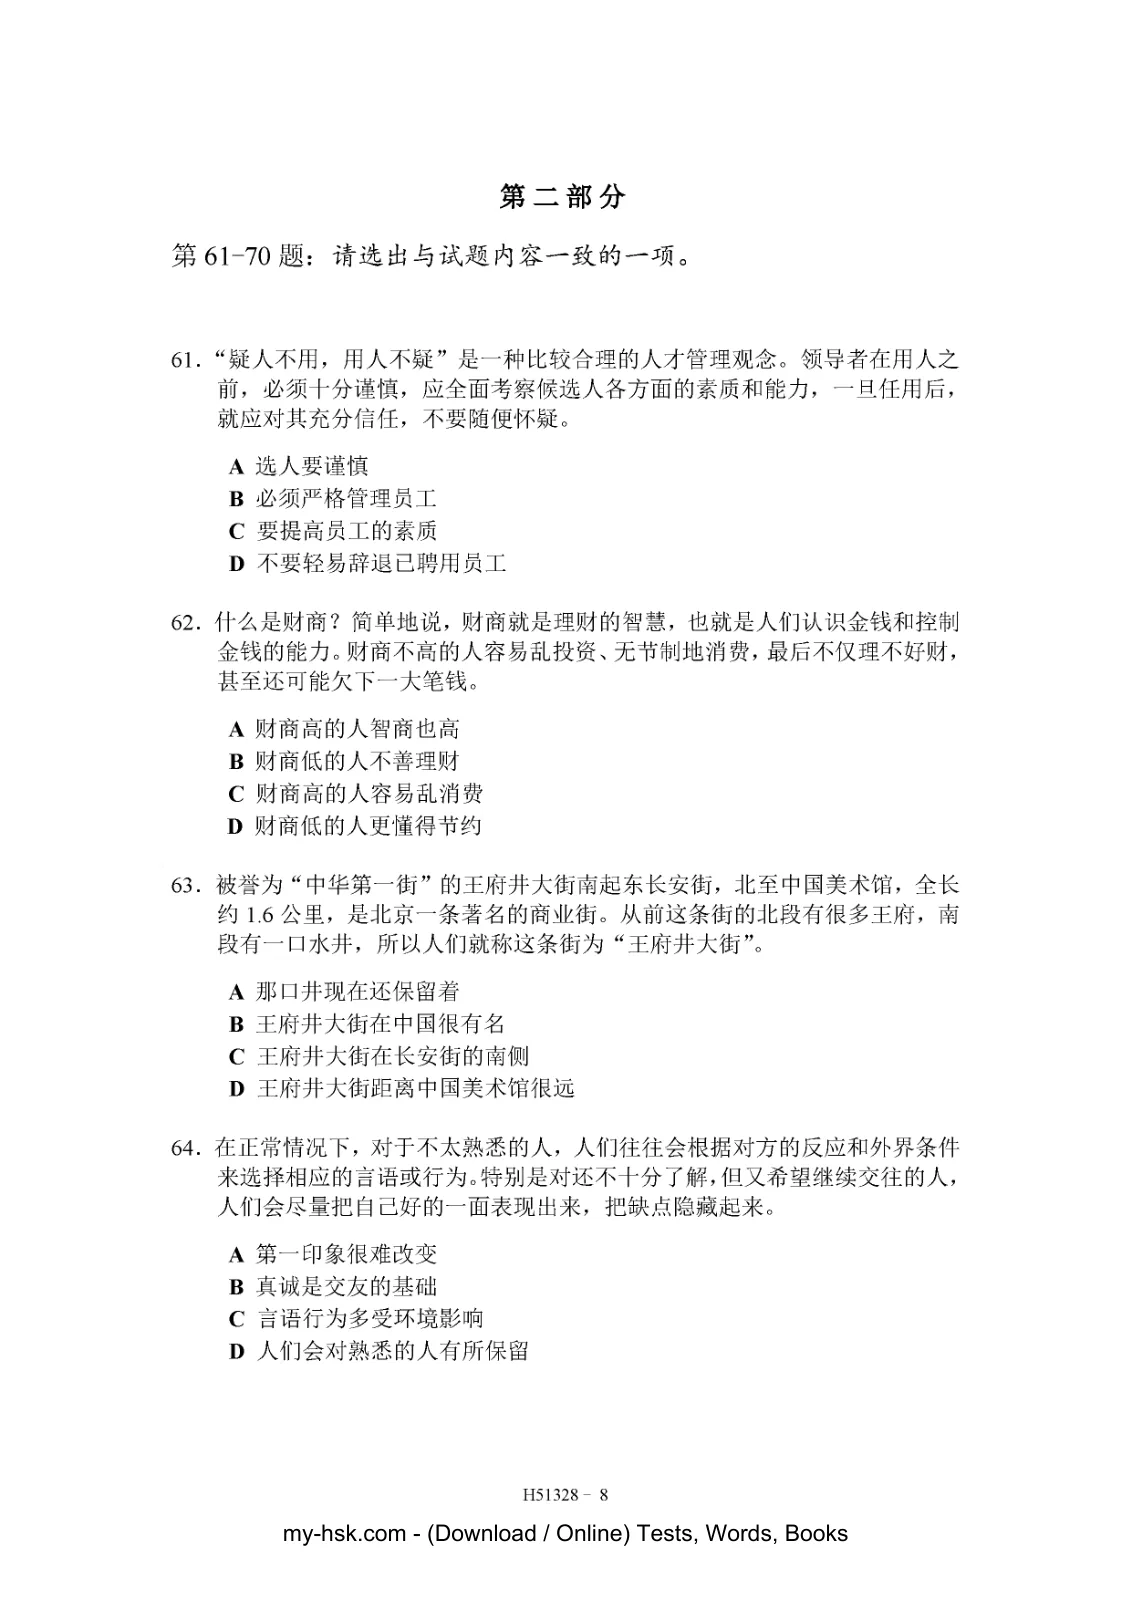 第二部分
第 61-70 题：请选出与试题内容一致的一项。
61．“疑人不用，用人不疑”是一种比较合理的人才管理观念。领导者在用人之
前，必须十分谨慎，应全面考察候选人各方面的素质和能力，一旦任用后，
就应对其充分信任，不要随便怀疑。
A 选人要谨慎
B 必须严格管理员工
C 要提高员工的素质
D 不要轻易辞退已聘用员工
62．什么是财商？简单地说，财商就是理财的智慧，也就是人们认识金钱和控制
金钱的能力。财商不高的人容易乱投资、无节制地消费，最后不仅理不好财，
甚至还可能欠下一大笔钱。
A 财商高的人智商也高
B 财商低的人不善理财
C 财商高的人容易乱消费
D 财商低的人更懂得节约
63．被誉为“中华第一街”的王府井大街南起东长安街，北至中国美术馆，全长
约 1.6 公里，是北京一条著名的商业街。从前这条街的北段有很多王府，南
段有一口水井，所以人们就称这条街为“王府井大街”。
A 那口井现在还保留着
B 王府井大街在中国很有名
C 王府井大街在长安街的南侧
D 王府井大街距离中国美术馆很远
64．在正常情况下，对于不太熟悉的人，人们往往会根据对方的反应和外界条件
来选择相应的言语或行为。特别是对还不十分了解，但又希望继续交往的人，
人们会尽量把自己好的一面表现出来，把缺点隐藏起来。
A 第一印象很难改变
B 真诚是交友的基础
C 言语行为多受环境影响
D 人们会对熟悉的人有所保留
H51328 - 8
my-hsk.com - (Download / Online) Tests, Words, Books